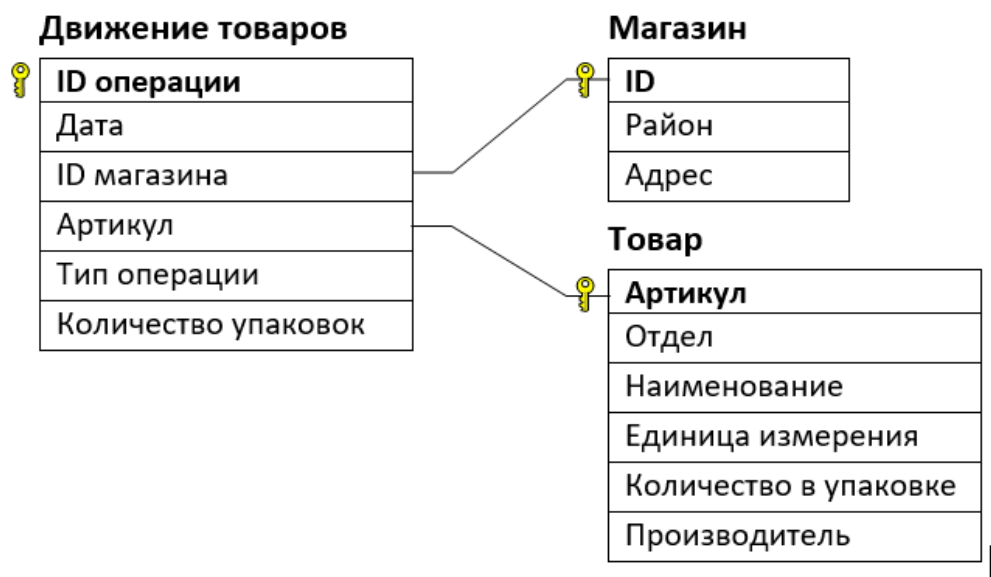 Движение товаров
ID операции
Дата
ID магазина
Артикул
Тип операции
Количество упаковок
Магазин
ID
Район
Адрес
Товар
Артикул
Отдел
Наименование
Единица измерения
Количество в упаковке
Производитель